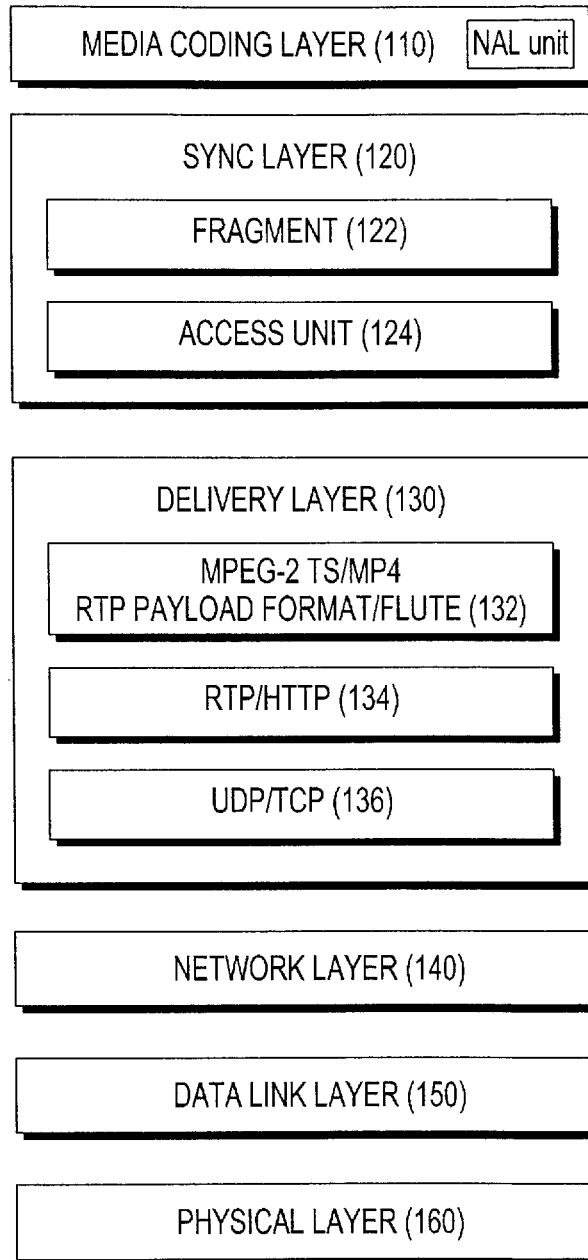 MEDIA CODING LAYER (110) NAL unit
SYNC LAYER (120)
FRAGMENT (122)
ACCESS UNIT (124)
DELIVERY LAYER (130)
MPEG-2 TS/MP4
RTP PAYLOAD FORMAT/FLUTE (132)
RTP/HTTP (134)
UDP/TCP (136)
NETWORK LAYER (140)
DATA LINK LAYER (150)
PHYSICAL LAYER (160)